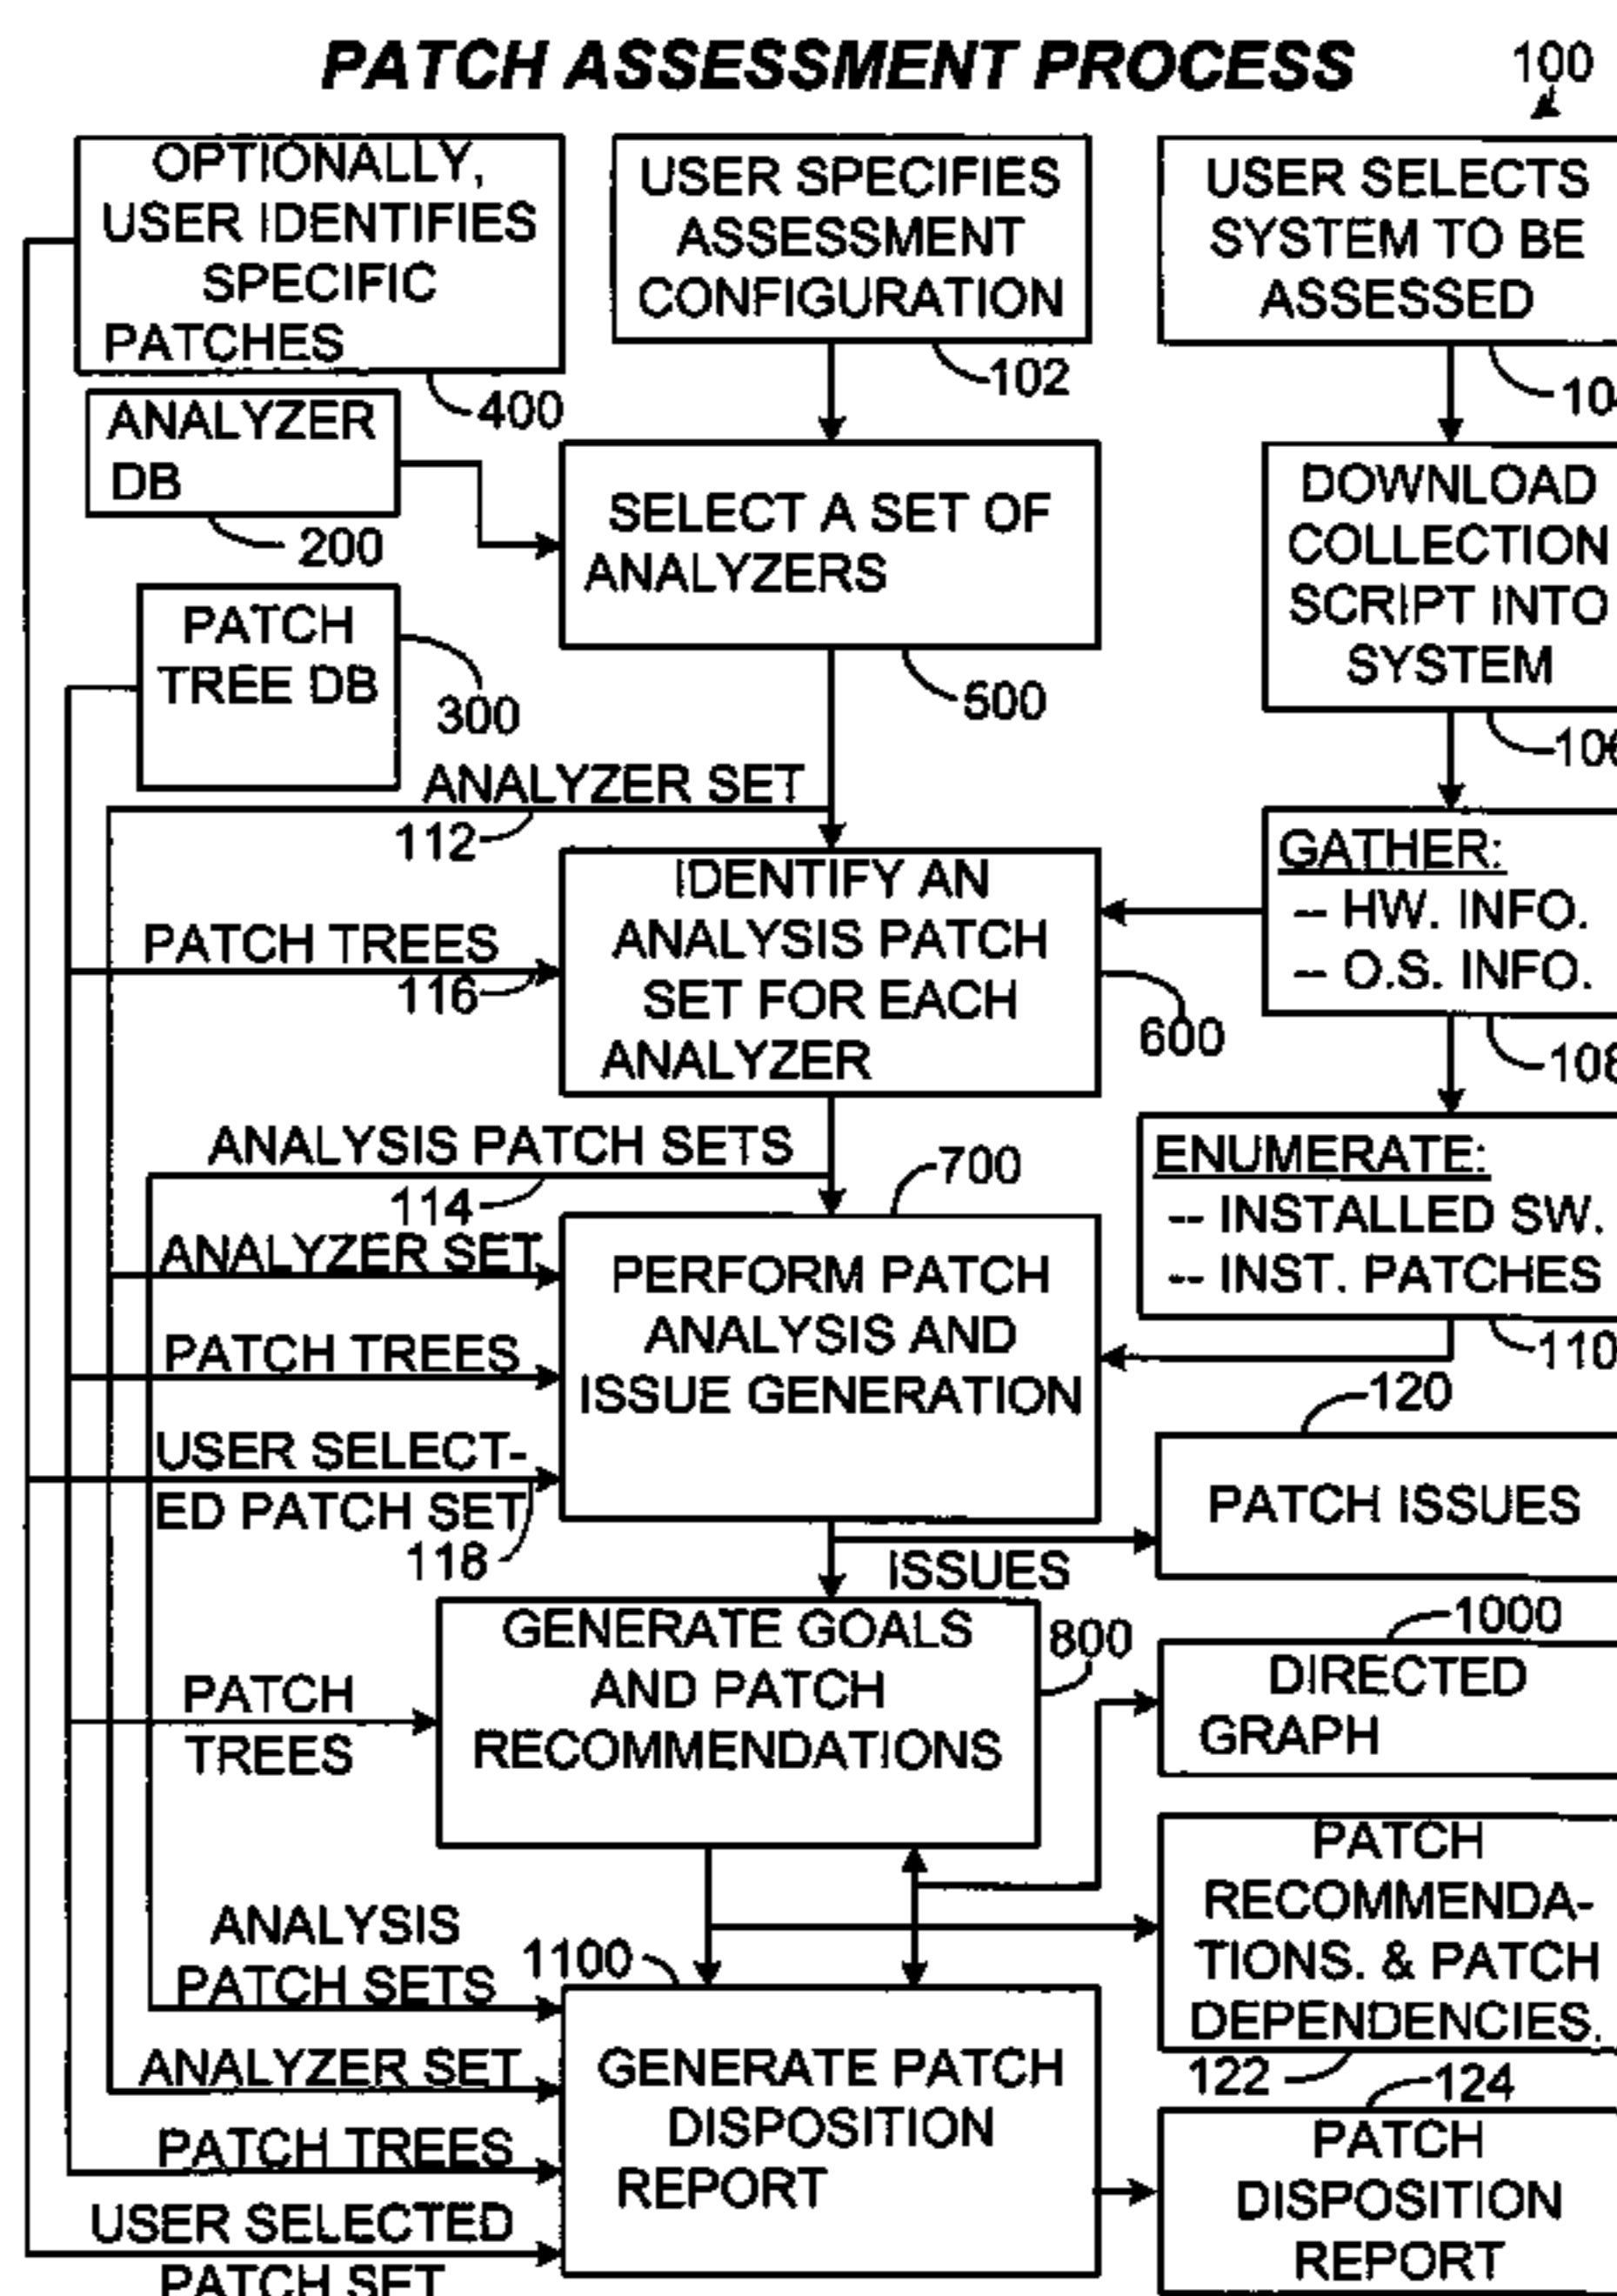 PATCH ASSESSMENT PROCESS
100
OPTIONALLY,
USER IDENTIFIES
SPECIFIC
PATCHES
400
USER SPECIFIES
ASSESSMENT
CONFIGURATION
102
USER SELECTS
SYSTEM TO BE
ASSESSED
ANALYZER
DB
200
SELECT A SET OF
ANALYZERS
500
DOWNLOAD
COLLECTION
SCRIPT INTO
SYSTEM
PATCH
TREE DB
300
ANALYZER SET
112
GATHER:
-- HW. INFO.
-- O.S. INFO.
IDENTIFY AN
ANALYSIS PATCH
SET FOR EACH
ANALYZER
600
PATCH TREES
116
ENUMERATE:
-- INSTALLED SW.
-- INST. PATCHES
110
ANALYSIS PATCH SETS
114
700
ANALYZER SET
PATCH TREES
USER SELECT-
ED PATCH SET
118
PERFORM PATCH
ANALYSIS AND
ISSUE GENERATION
120
PATCH ISSUES
ISSUES
GENERATE GOALS
AND PATCH
RECOMMENDATIONS
800
PATCH
TREES
1000
DIRECTED
GRAPH
PATCH
RECOMMENDA-
TIONS. & PATCH
DEPENDENCIES.
122
ANALYSIS
PATCH SETS
1100
ANALYZER SET
PATCH TREES
USER SELECTED
PATCH SET
GENERATE PATCH
DISPOSITION
REPORT
124
PATCH
DISPOSITION
REPORT